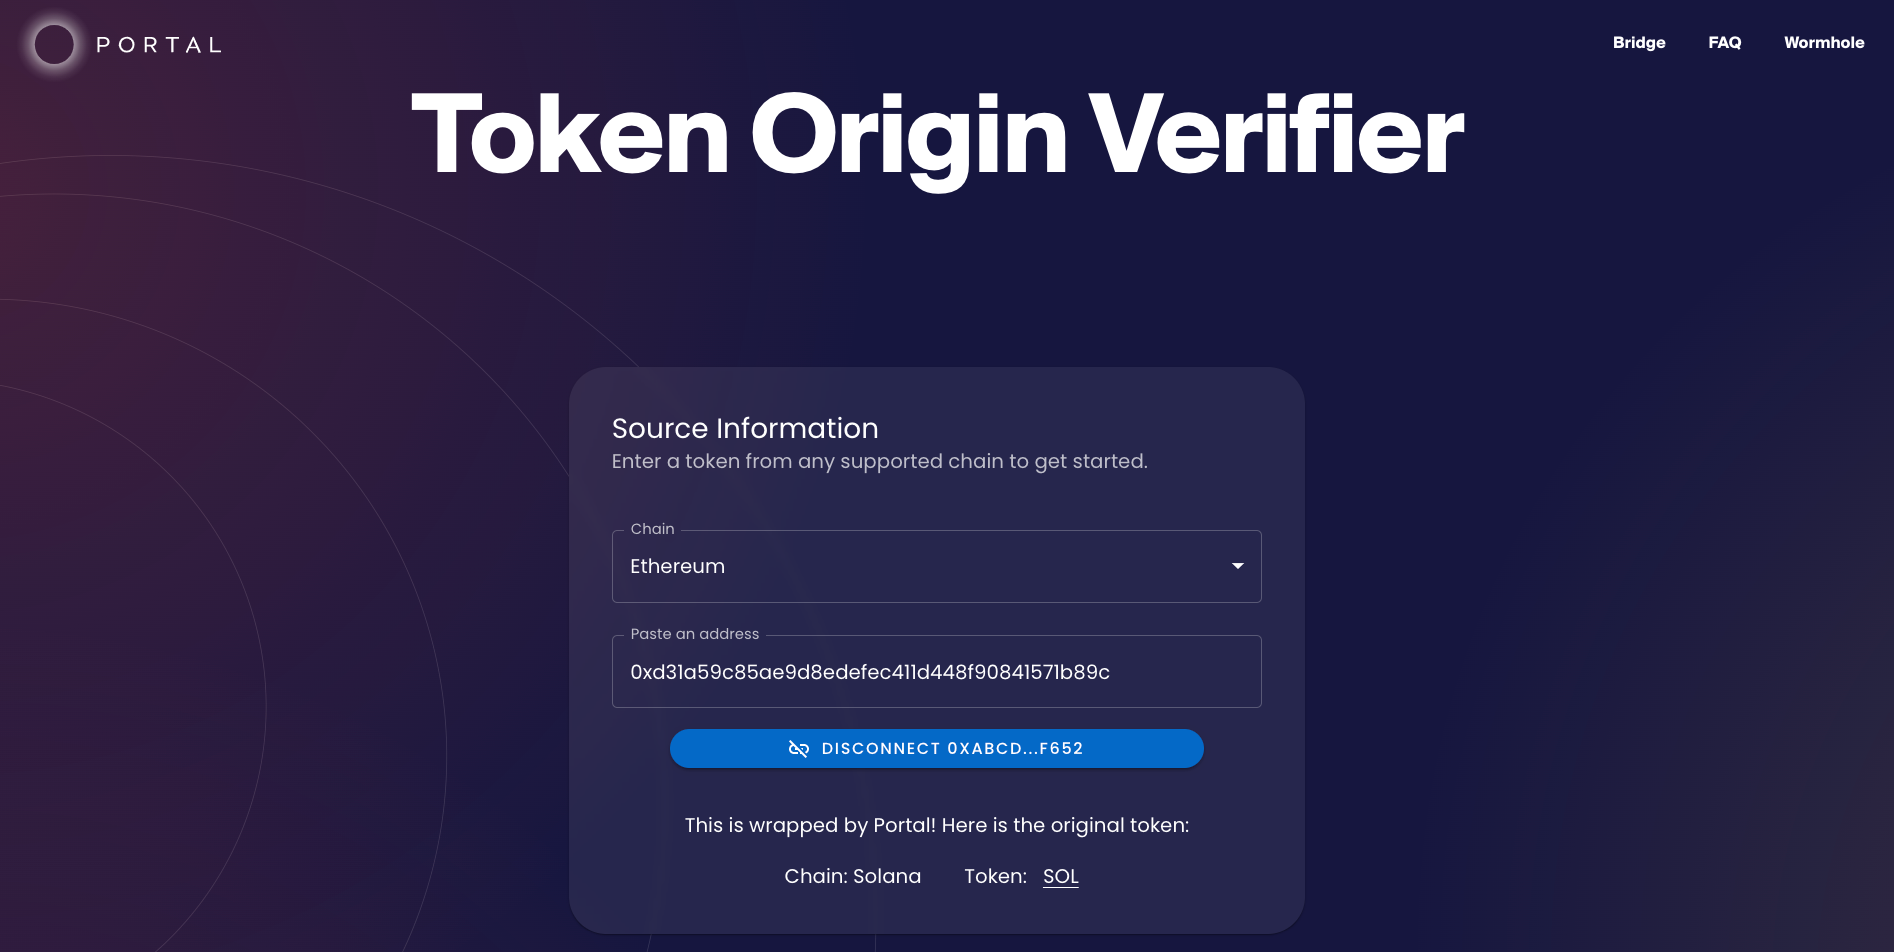 PORTAL
Bridge FAQ Wormhole
Token Origin Verifier
Source Information
Enter a token from any supported chain to get started.
Chain
Ethereum
Paste an address
0xd31a59c85ae9d8edefec411d448f90841571b89c
DISCONNECT 0XABCD...F652
This is wrapped by Portal! Here is the original token:
Chain: Solana Token: SOL